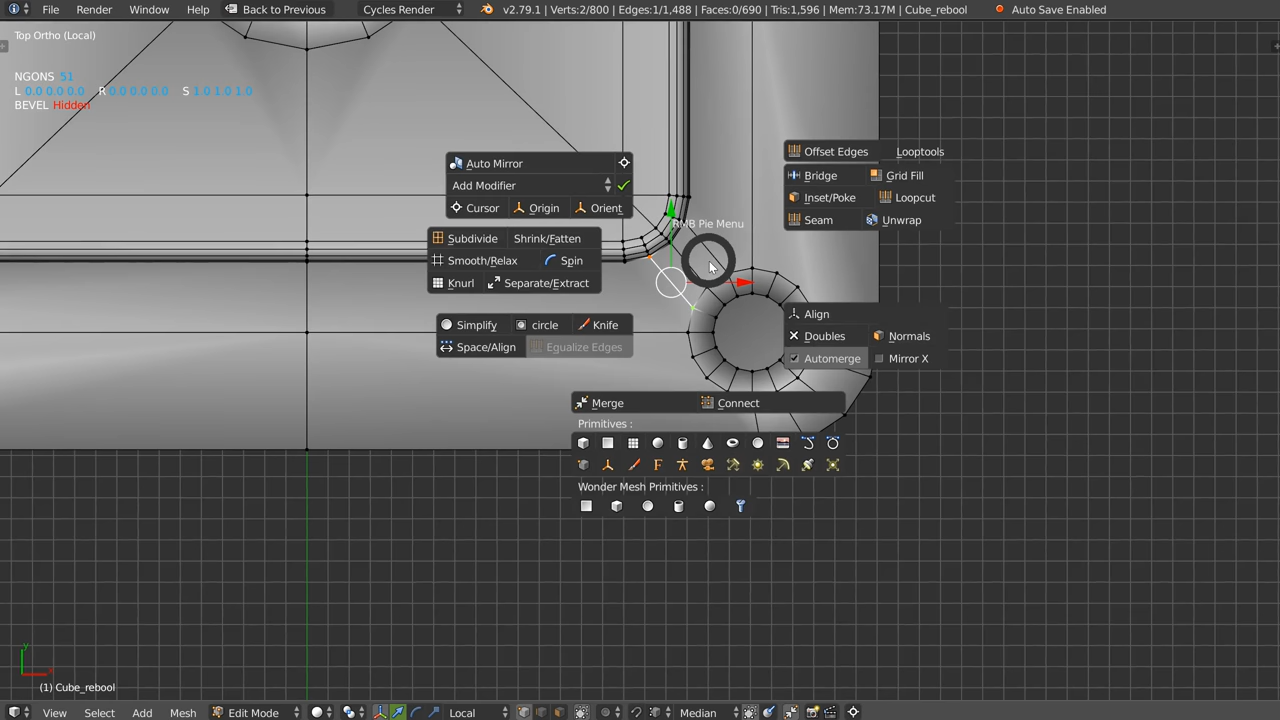 File Render Window Help Back to Previous Cycles Render v2.79.1 | Verts:2/800 | Edges:1/1,488 | Faces:0/690 | Tris:1,596 | Mem:73.17M | Cube_rebool Auto Save Enabled
Top Ortho (Local)
NGONS 51
L 0.0 0.0 0.0 R 0.0 0.0 0.0 S 1.0 1.0 1.0
BEVEL Hidden
Auto Mirror
Add Modifier
Cursor Origin Orient
Offset Edges Looptools
Bridge Grid Fill
Inset/Poke Loopcut
Seam Unwrap
RMB Pie Menu
Subdivide Shrink/Fatten
Smooth/Relax Spin
Knurl Separate/Extract
Simplify circle Knife
Space/Align Equalize Edges
Align
Doubles Normals
Automerge Mirror X
Merge Connect
Primitives :
Wonder Mesh Primitives :
y
x
(1) Cube_rebool
View Select Add Mesh Edit Mode Local Median